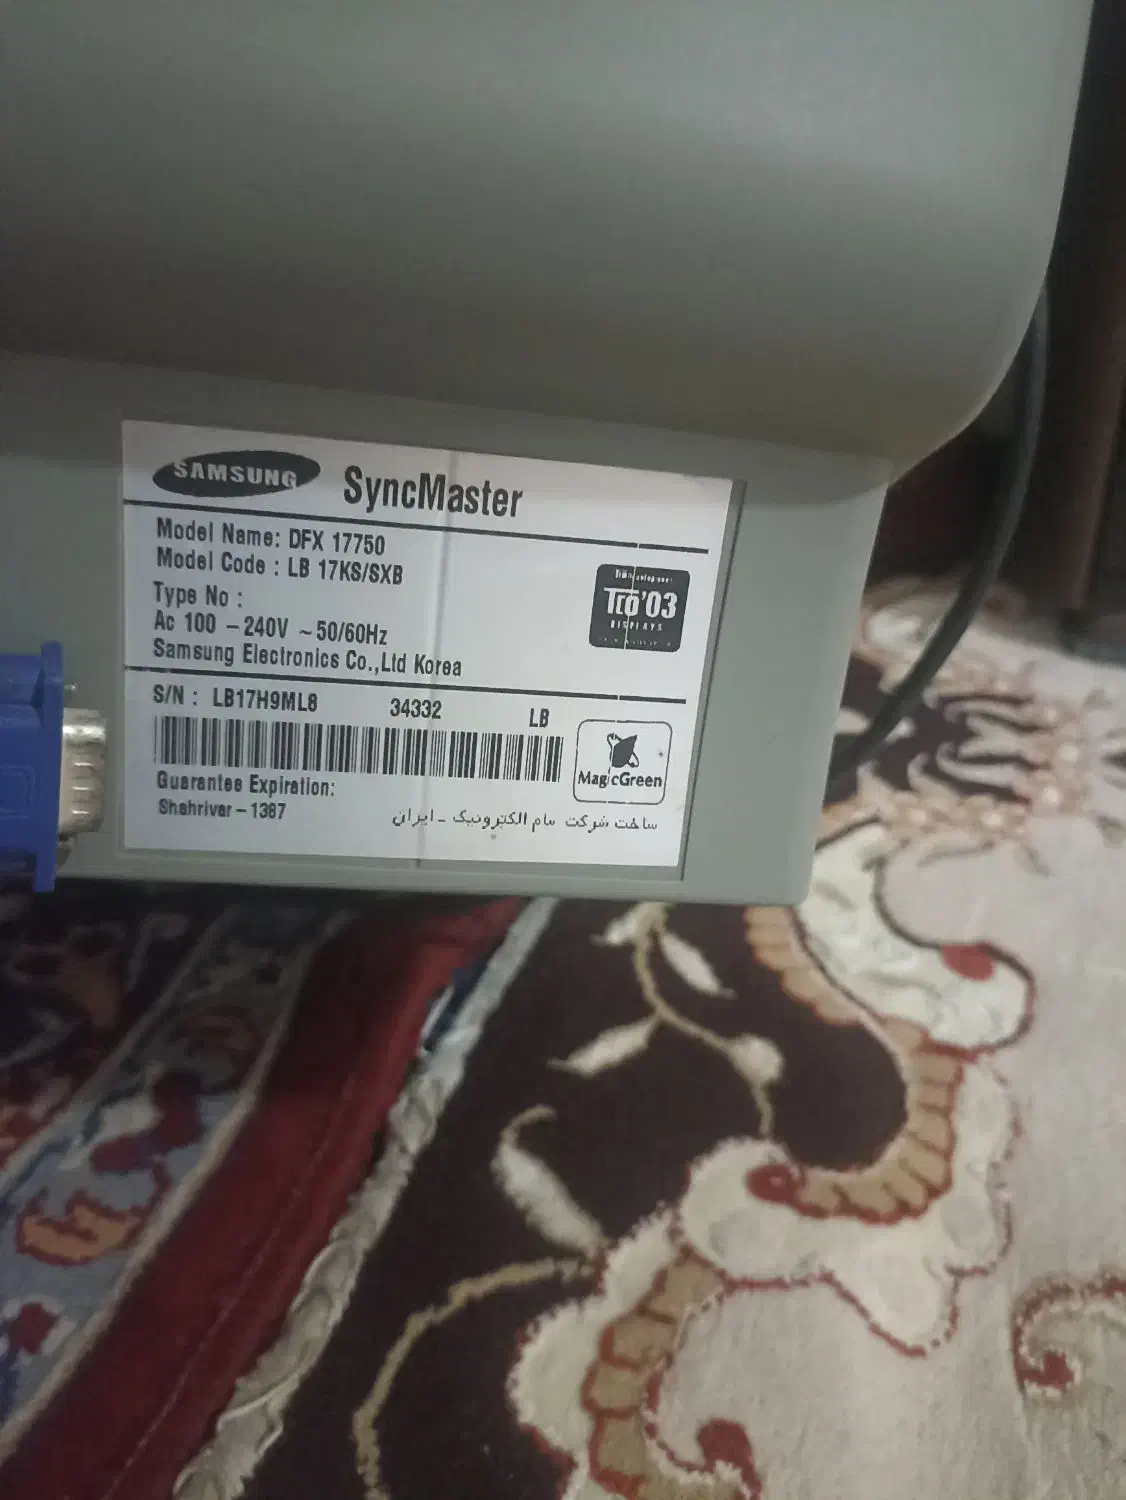 SAMSUNG SyncMaster
Model Name: DFX 17750
Model Code : LB 17KS/SXB
Type No :
Ac 100 – 240V ~ 50/60Hz
Samsung Electronics Co.,Ltd Korea
TCO'03
DISPLAYS
S/N : LB17H9ML8 34332 LB
MagicGreen
Guarantee Expiration:
Shahrivar – 1387
ساخت شرکت سام الکترونیک - ایران